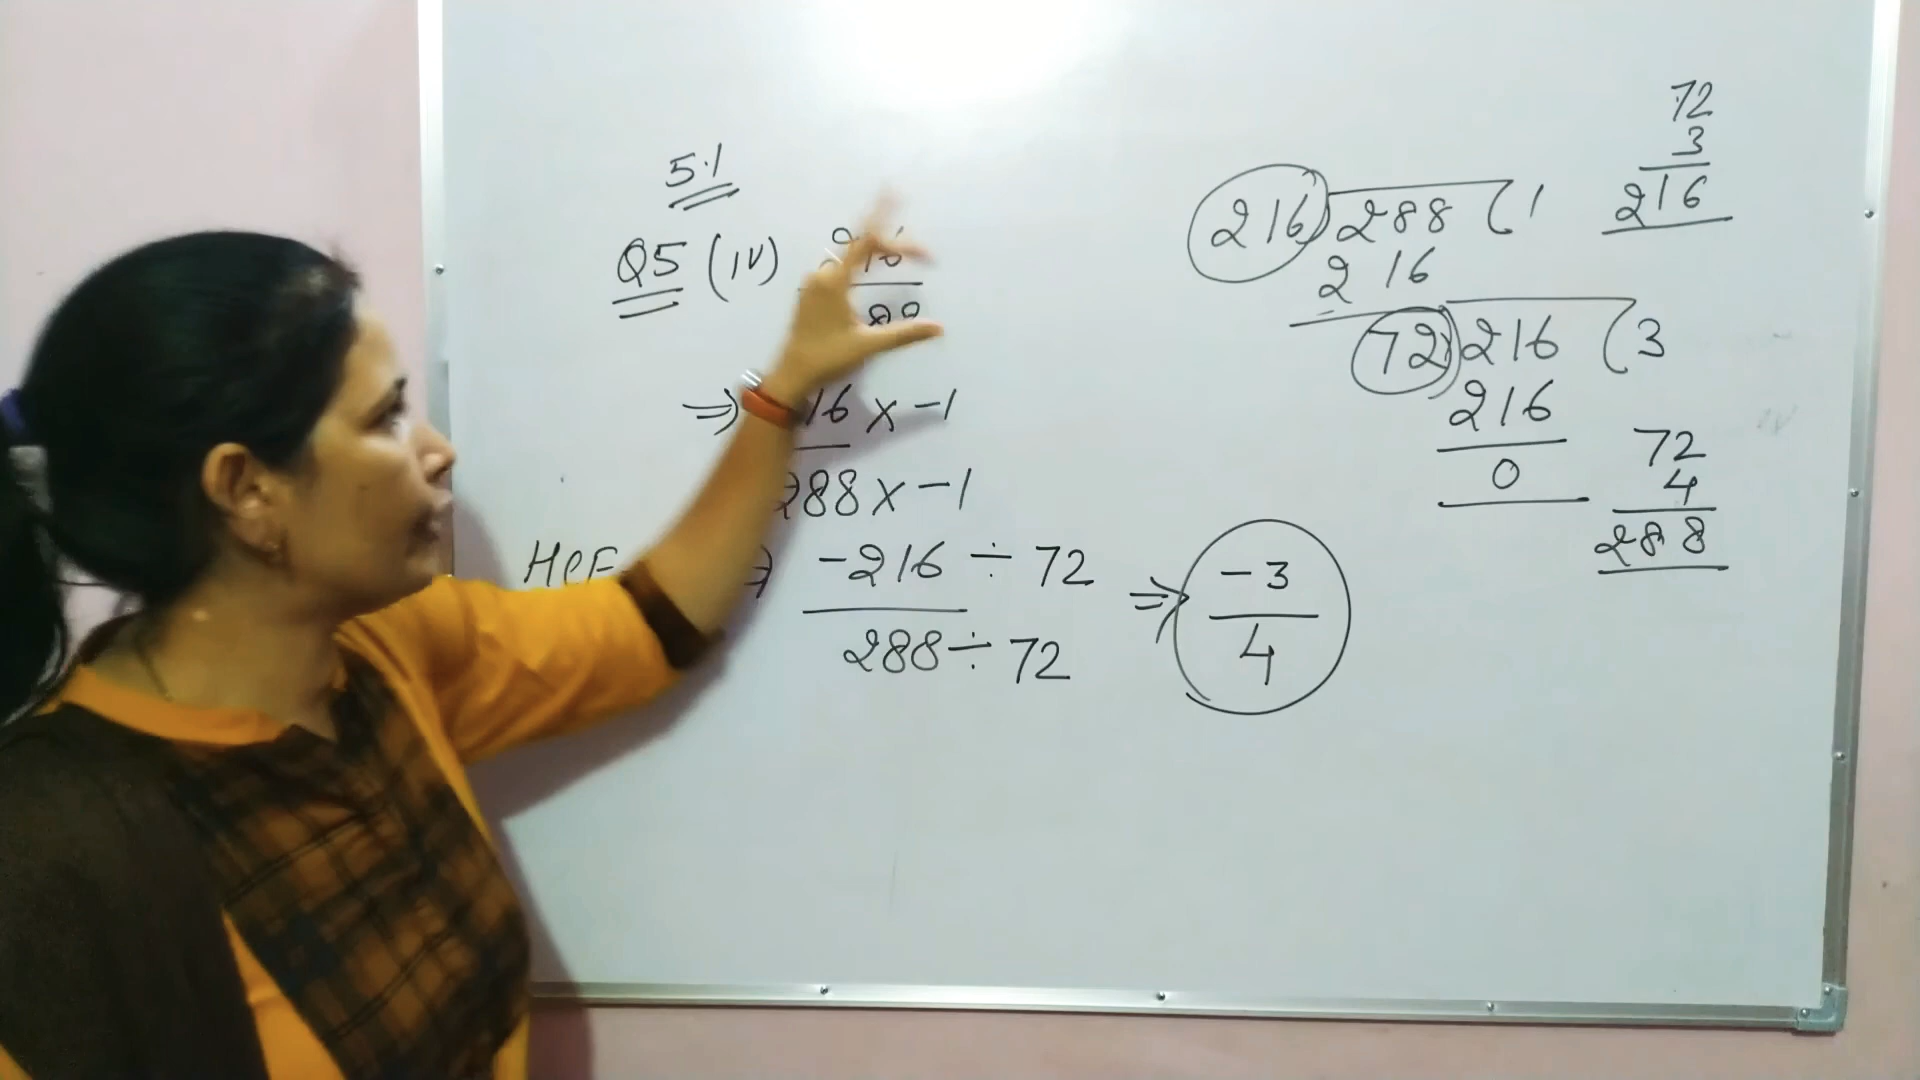 5.1
Q5 (IV) 216
⇒ 216 x -1
288 x -1
HCF ⇒ -216 ÷ 72 ⇒ -3
288 ÷ 72 4
216)288(1
216
72)216(3
216
0
72
3
216
72
4
288